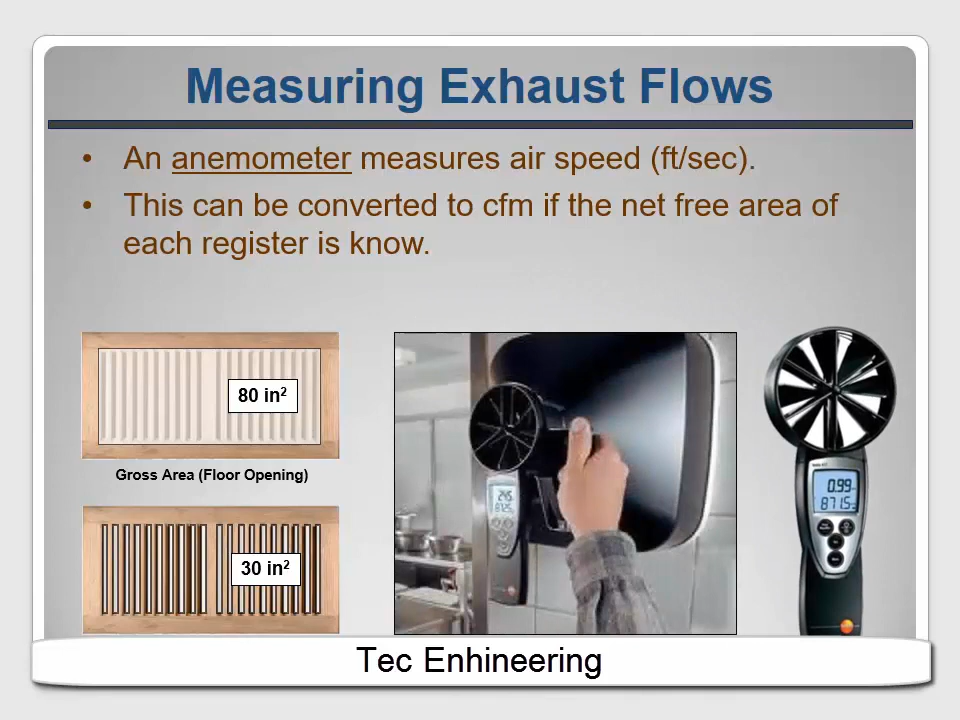 Measuring Exhaust Flows
• An anemometer measures air speed (ft/sec).
• This can be converted to cfm if the net free area of
each register is know.
80 in²
Gross Area (Floor Opening)
30 in²
0.99
871.5
Tec Enhineering